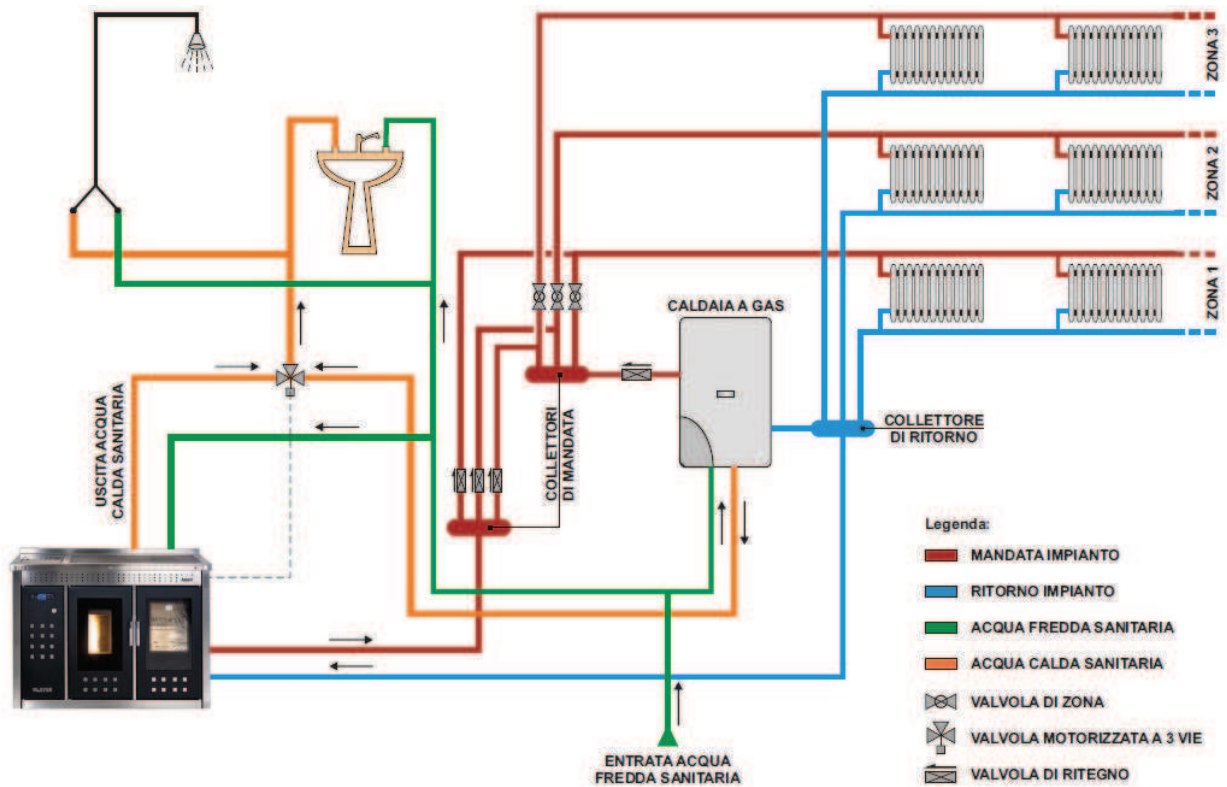 ZONA 3
ZONA 2
ZONA 1
CALDAIA A GAS
USCITA ACQUA
CALDA SANITARIA
COLLETTORI
DI MANDATA
COLLETTORE
DI RITORNO
Legenda:
MANDATA IMPIANTO
RITORNO IMPIANTO
ACQUA FREDDA SANITARIA
ACQUA CALDA SANITARIA
VALVOLA DI ZONA
VALVOLA MOTORIZZATA A 3 VIE
VALVOLA DI RITEGNO
ENTRATA ACQUA
FREDDA SANITARIA